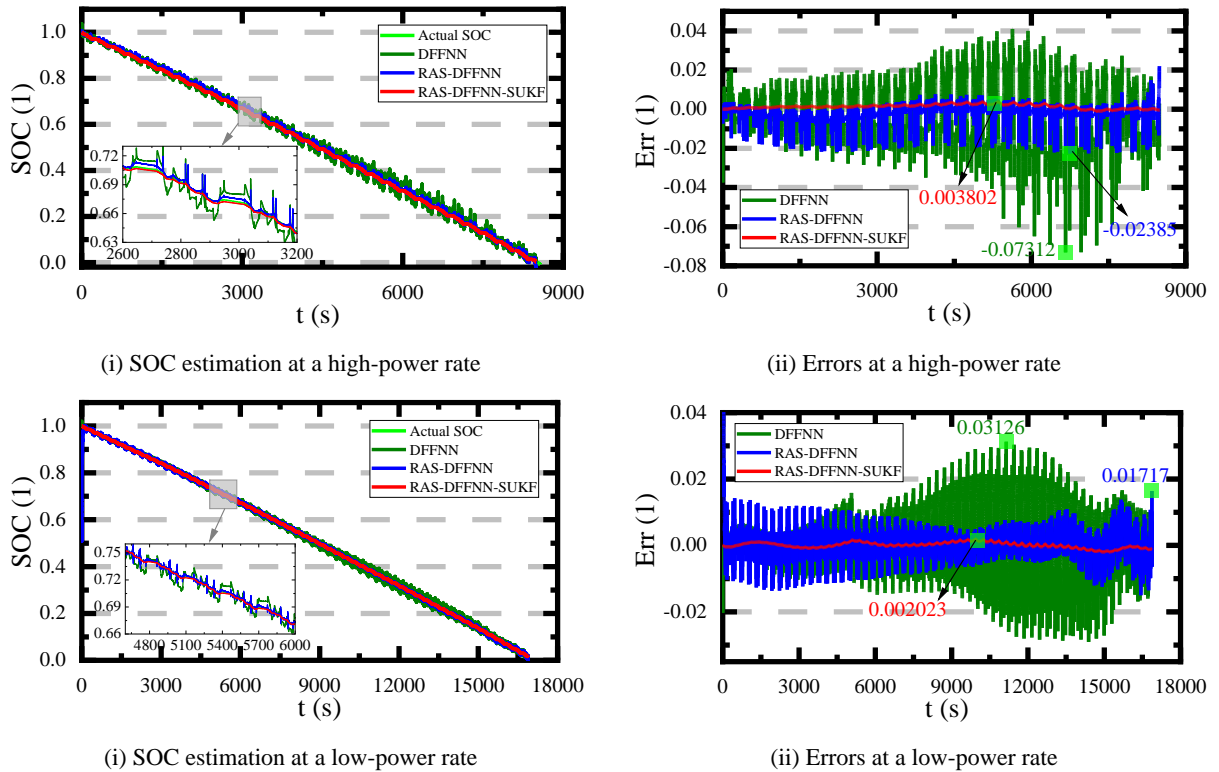 1.0
0.8
0.6
0.4
0.2
0.0
SOC (1)
Actual SOC
DFFNN
RAS-DFFNN
RAS-DFFNN-SUKF
0.72
0.69
0.66
0.63
2600 2800 3000 3200
0 3000 6000 9000
t (s)
(i) SOC estimation at a high-power rate
0.04
0.02
0.00
-0.02
-0.04
-0.06
-0.08
Err (1)
DFFNN
RAS-DFFNN
RAS-DFFNN-SUKF
0.003802
-0.02385
-0.07312
0 3000 6000 9000
t (s)
(ii) Errors at a high-power rate
1.0
0.8
0.6
0.4
0.2
0.0
SOC (1)
Actual SOC
DFFNN
RAS-DFFNN
RAS-DFFNN-SUKF
0.75
0.72
0.69
0.66
4800 5100 5400 5700 6000
0 3000 6000 9000 12000 15000 18000
t (s)
(i) SOC estimation at a low-power rate
0.04
0.02
0.00
-0.02
Err (1)
DFFNN
RAS-DFFNN
RAS-DFFNN-SUKF
0.03126
0.01717
0.002023
0 3000 6000 9000 12000 15000 18000
t (s)
(ii) Errors at a low-power rate